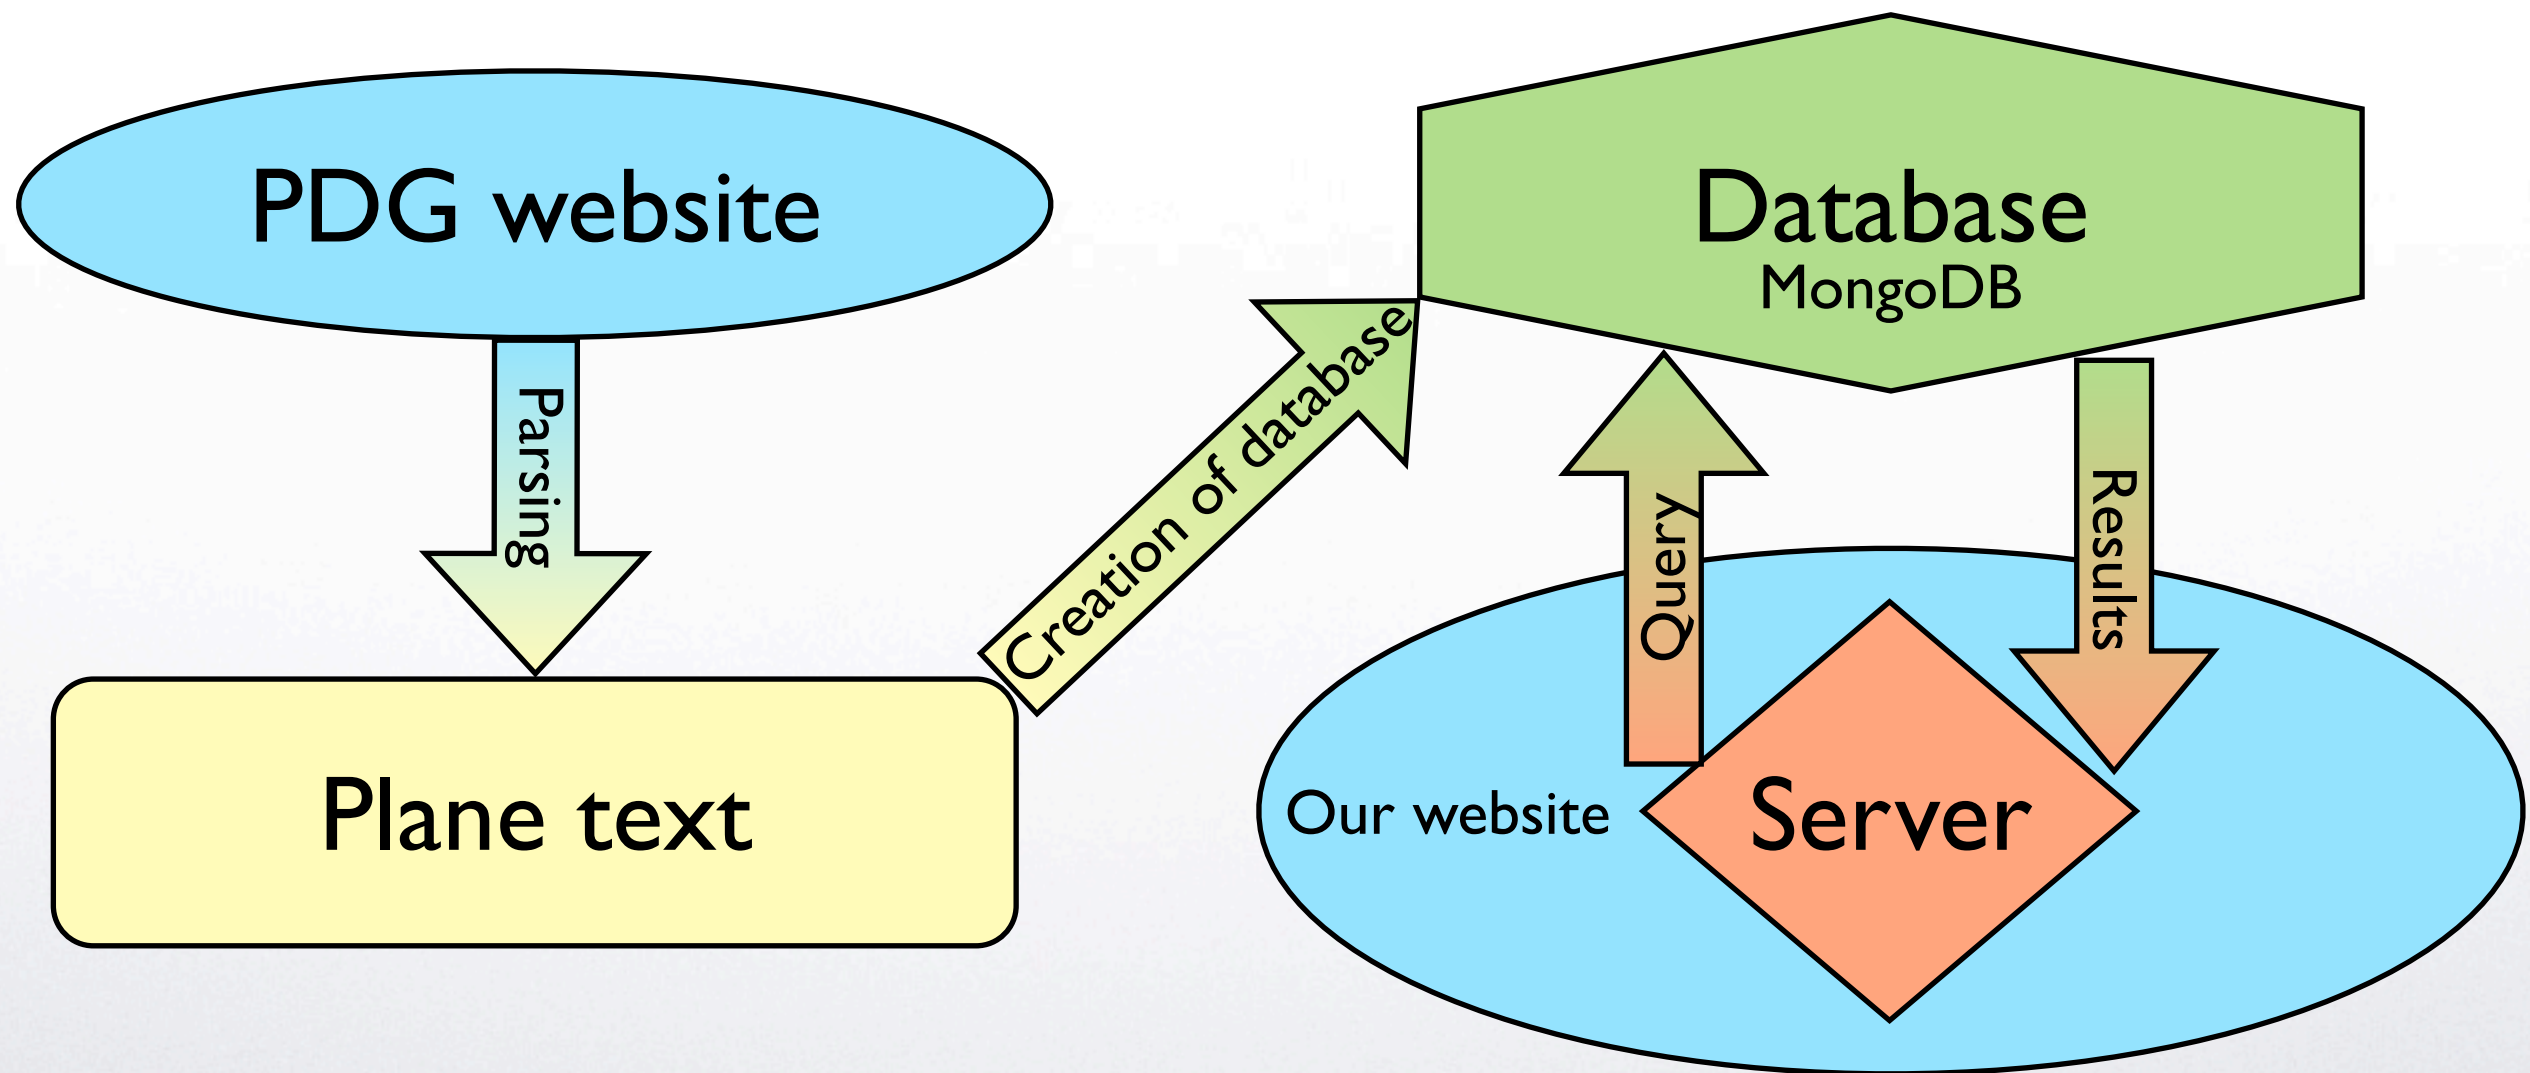 PDG website
Parsing
Plane text
Creation of database
Database
MongoDB
Query
Results
Our website
Server